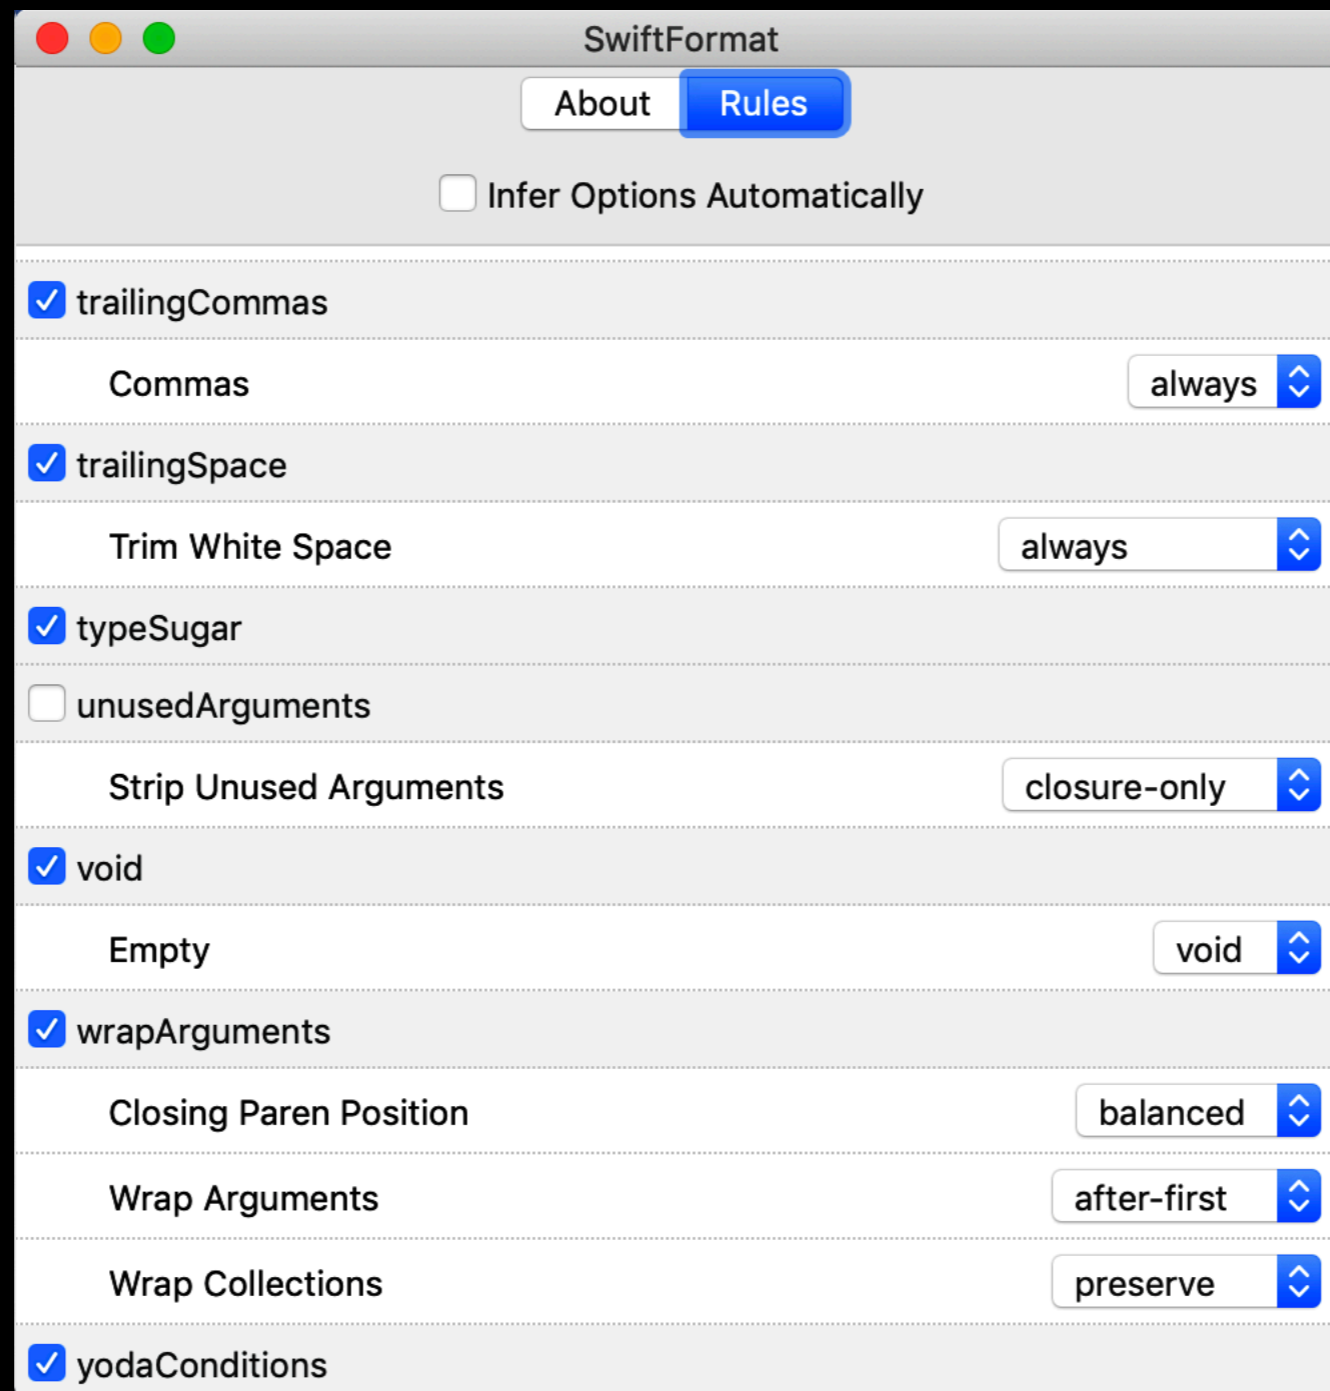 SwiftFormat
About Rules
Infer Options Automatically
trailingCommas
Commas always
trailingSpace
Trim White Space always
typeSugar
unusedArguments
Strip Unused Arguments closure-only
void
Empty void
wrapArguments
Closing Paren Position balanced
Wrap Arguments after-first
Wrap Collections preserve
yodaConditions